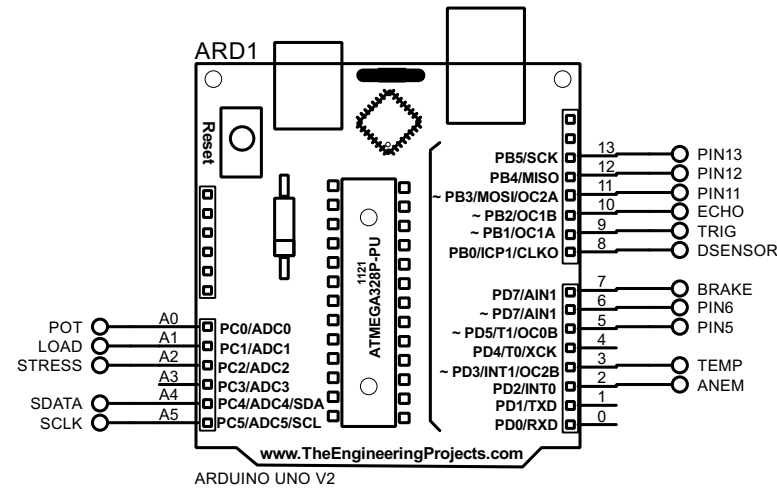 ARD1
Reset
1121
ATMEGA328P-PU
PB5/SCK 13 PIN13
PB4/MISO 12 PIN12
~ PB3/MOSI/OC2A 11 PIN11
~ PB2/OC1B 10 ECHO
~ PB1/OC1A 9 TRIG
PB0/ICP1/CLKO 8 DSENSOR
PD7/AIN1 7 BRAKE
~ PD7/AIN1 6 PIN6
~ PD5/T1/OC0B 5 PIN5
PD4/T0/XCK 4
~ PD3/INT1/OC2B 3 TEMP
PD2/INT0 2 ANEM
PD1/TXD 1
PD0/RXD 0
POT A0 PC0/ADC0
LOAD A1 PC1/ADC1
STRESS A2 PC2/ADC2
A3 PC3/ADC3
SDATA A4 PC4/ADC4/SDA
SCLK A5 PC5/ADC5/SCL
www.TheEngineeringProjects.com
ARDUINO UNO V2